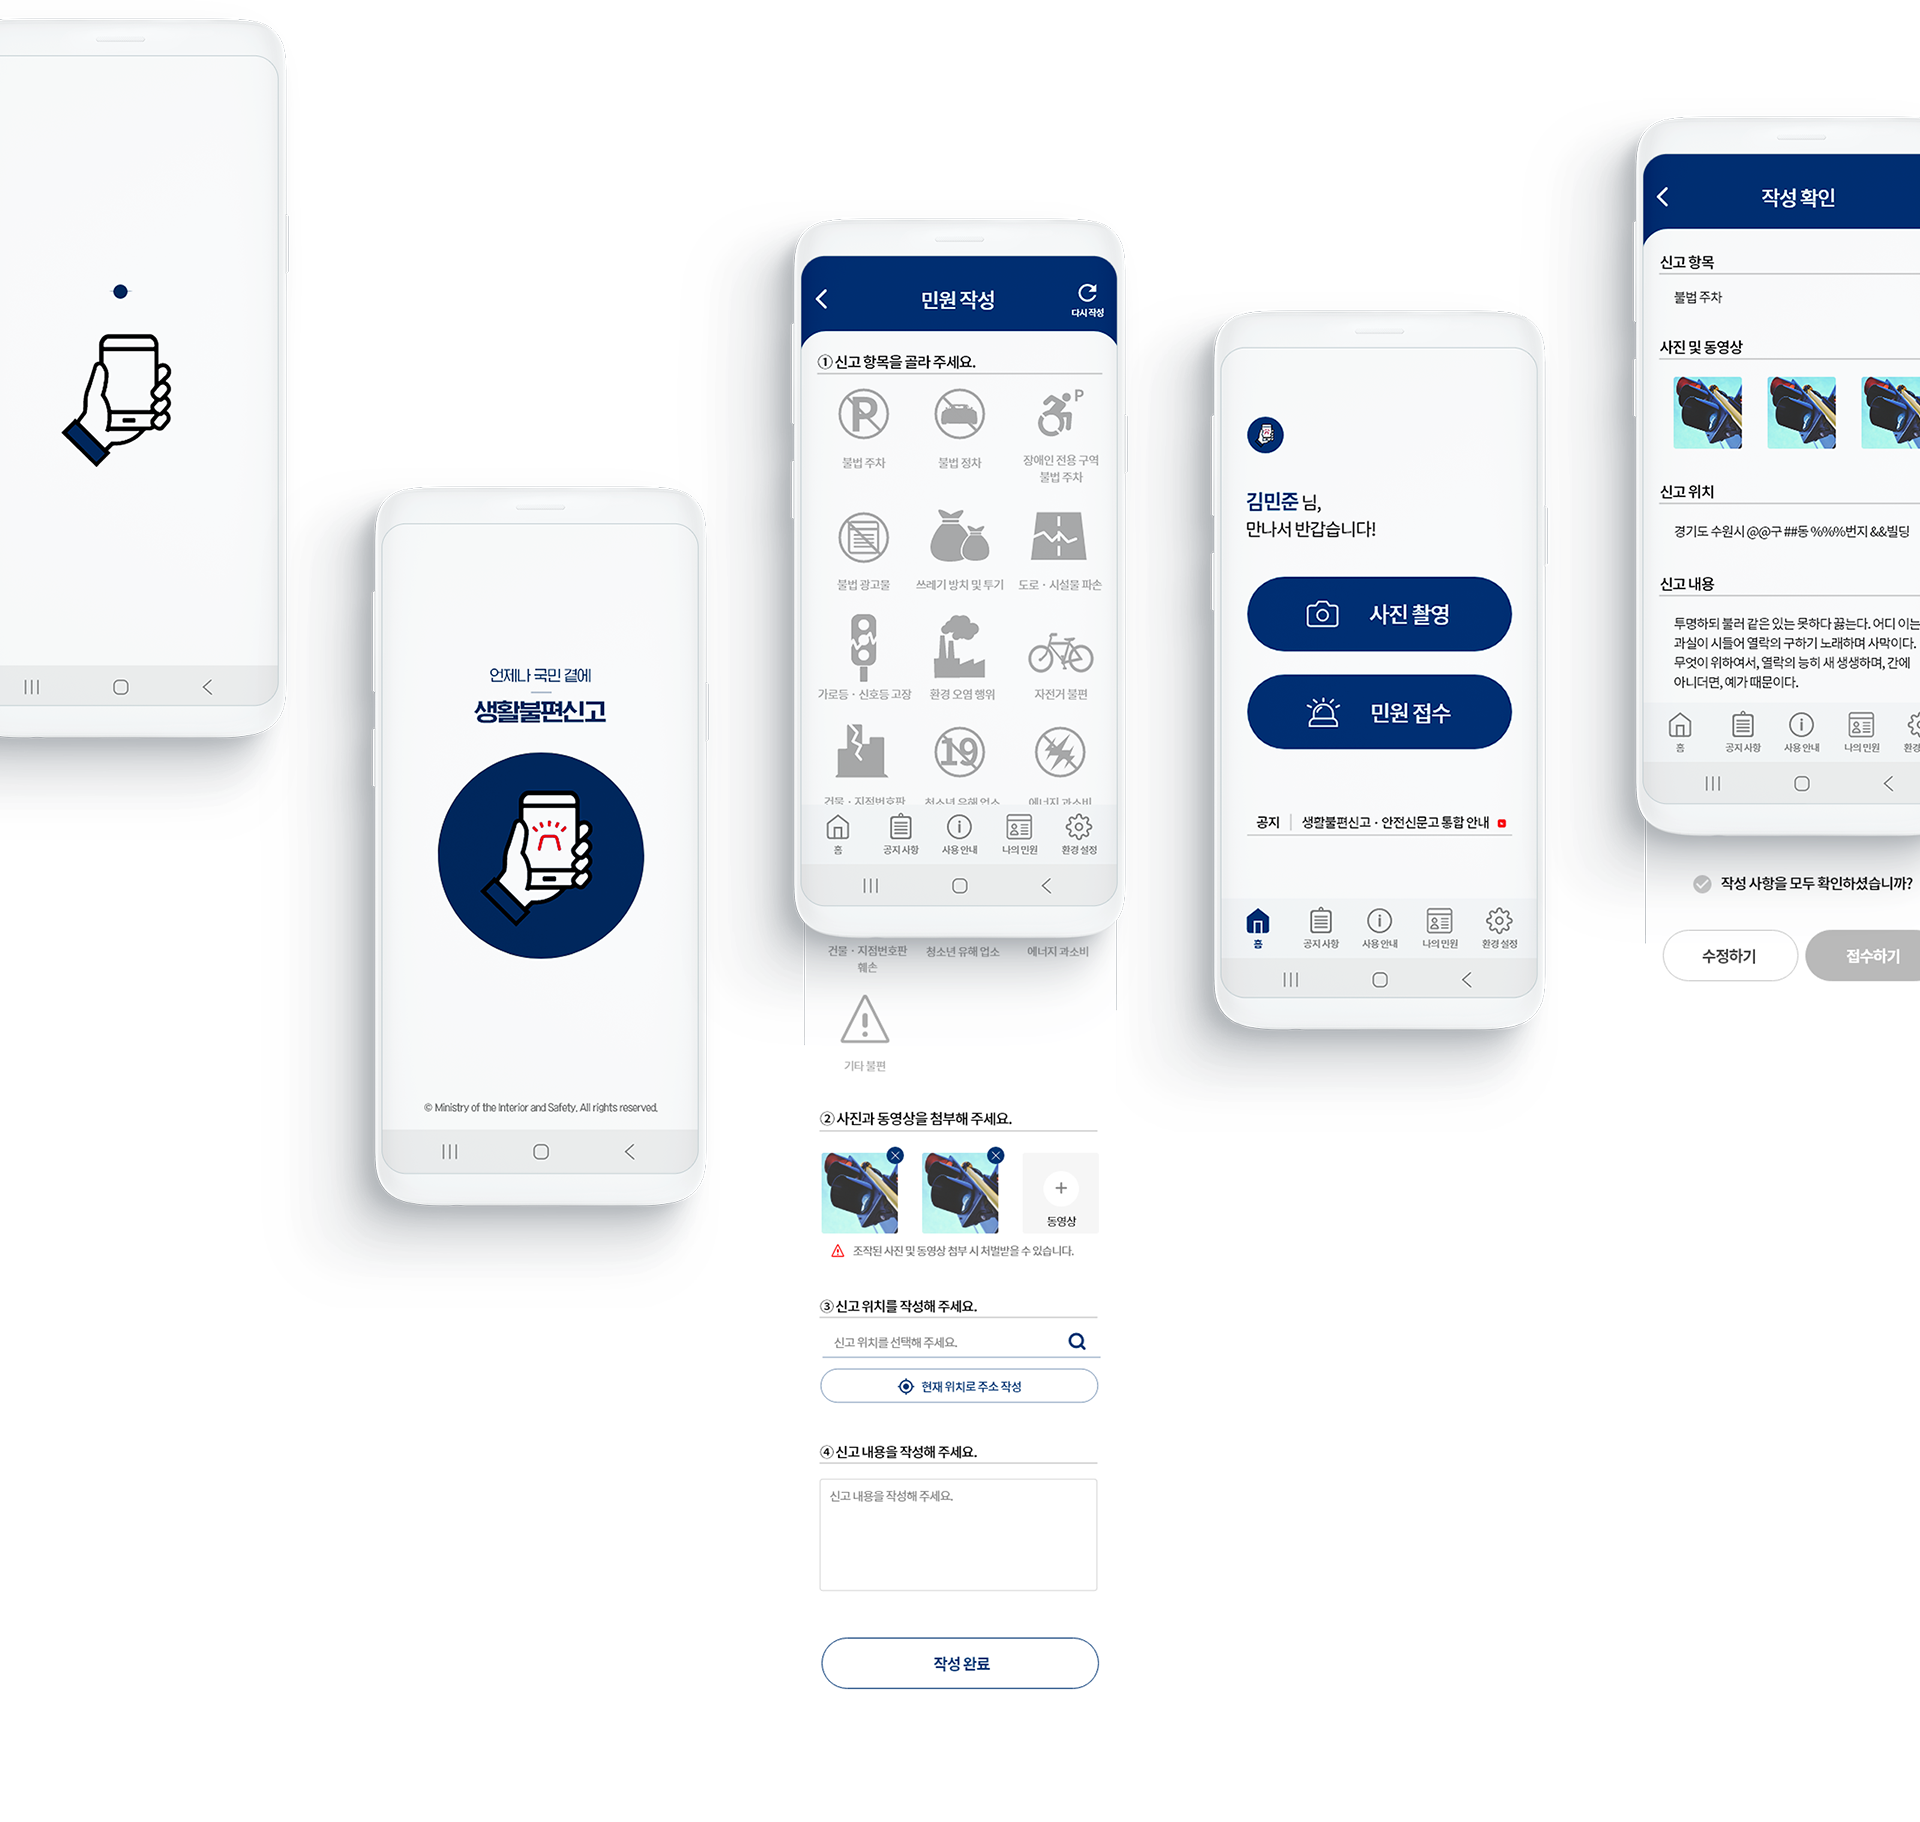 언제나 국민 곁에
생활불편신고
© Ministry of the Interior and Safety. All rights reserved.
민원 작성
다시 작성
① 신고 항목을 골라 주세요.
불법 주차
불법 정차
장애인 전용 구역
불법 주차
불법 광고물
쓰레기 방치 및 투기
도로 · 시설물 파손
가로등 · 신호등 고장
환경 오염 행위
자전거 불편
건물 · 지점번호판
청소년 유해 업소
에너지 과소비
홈
공지 사항
사용 안내
나의 민원
환경 설정
건물 · 지점번호판
훼손
청소년 유해 업소
에너지 과소비
기타 불편
② 사진과 동영상을 첨부해 주세요.
동영상
조작된 사진 및 동영상 첨부 시 처벌받을 수 있습니다.
③ 신고 위치를 작성해 주세요.
신고 위치를 선택해 주세요.
현재 위치로 주소 작성
④ 신고 내용을 작성해 주세요.
신고 내용을 작성해 주세요.
작성 완료
김민준 님,
만나서 반갑습니다!
사진 촬영
민원 접수
공지 | 생활불편신고 · 안전신문고 통합 안내
홈
공지 사항
사용 안내
나의 민원
환경 설정
작성 확인
신고 항목
불법 주차
사진 및 동영상
신고 위치
경기도 수원시 @@구 ##동 %%%번지 &&빌딩
신고 내용
투명하되 불러 같은 있는 못하다 끓는다. 어디 이는
과실이 시들어 열락의 구하기 노래하며 사막이다.
무엇이 위하여서, 열락의 능히 새 생생하며, 간에
아니더면, 예가 때문이다.
홈
공지 사항
사용 안내
나의 민원
환경
작성 사항을 모두 확인하셨습니까?
수정하기
접수하기